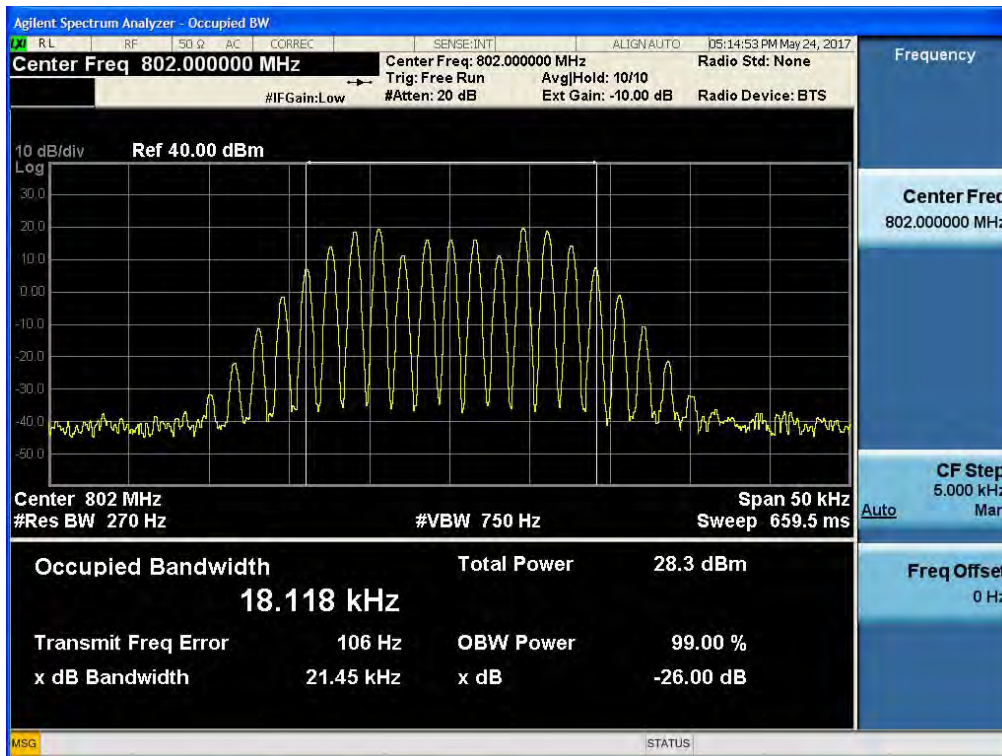 Agilent Spectrum Analyzer - Occupied BW
LXI RL RF 50 Ω AC CORREC SENSE:INT ALIGN AUTO 05:14:53 PM May 24, 2017
Center Freq 802.000000 MHz
Center Freq: 802.000000 MHz Radio Std: None
Trig: Free Run Avg|Hold: 10/10
#IFGain:Low #Atten: 20 dB Ext Gain: -10.00 dB Radio Device: BTS
10 dB/div Ref 40.00 dBm
Log
30.0
20.0
10.0
0.00
-10.0
-20.0
-30.0
-40.0
-50.0
Center 802 MHz Span 50 kHz
#Res BW 270 Hz #VBW 750 Hz Sweep 659.5 ms
Occupied Bandwidth Total Power 28.3 dBm
18.118 kHz
Transmit Freq Error 106 Hz OBW Power 99.00 %
x dB Bandwidth 21.45 kHz x dB -26.00 dB
MSG STATUS
Frequency
Center Freq
802.000000 MHz
CF Step
5.000 kHz
Auto Man
Freq Offset
0 Hz